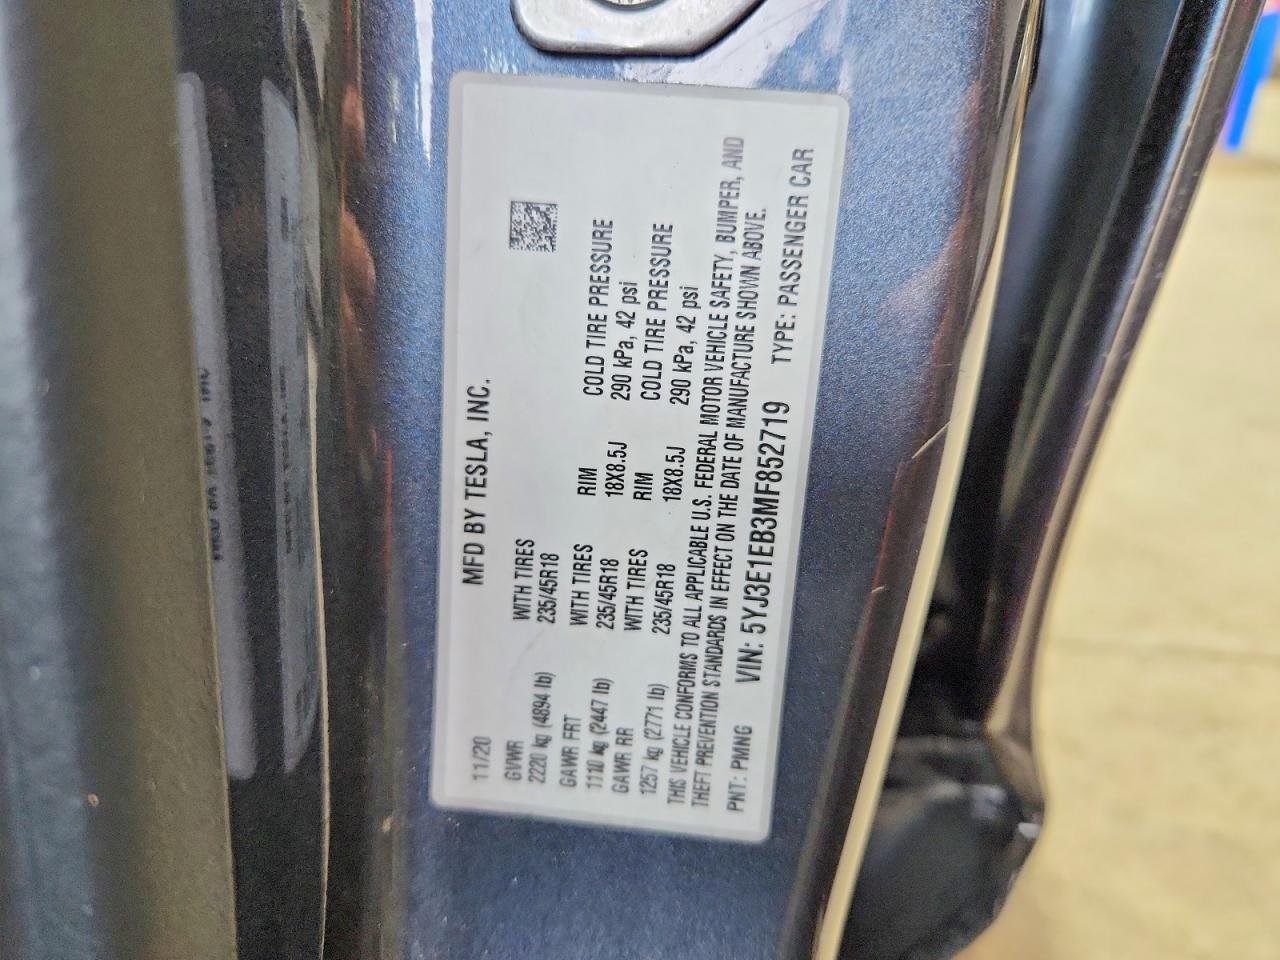 MFD BY TESLA, INC.
11/20
GVWR
2220 kg (4894 lb)
WITH TIRES
235/45R18
GAWR FRT
1110 kg (2447 lb)
WITH TIRES
235/45R18
RIM
18X8.5J
COLD TIRE PRESSURE
290 kPa, 42 psi
GAWR RR
1257 kg (2771 lb)
WITH TIRES
235/45R18
RIM
18X8.5J
COLD TIRE PRESSURE
290 kPa, 42 psi
THIS VEHICLE CONFORMS TO ALL APPLICABLE U.S. FEDERAL MOTOR VEHICLE SAFETY, BUMPER, AND
THEFT PREVENTION STANDARDS IN EFFECT ON THE DATE OF MANUFACTURE SHOWN ABOVE.
PNT: PMNG VIN: 5YJ3E1EB3MF852719 TYPE: PASSENGER CAR